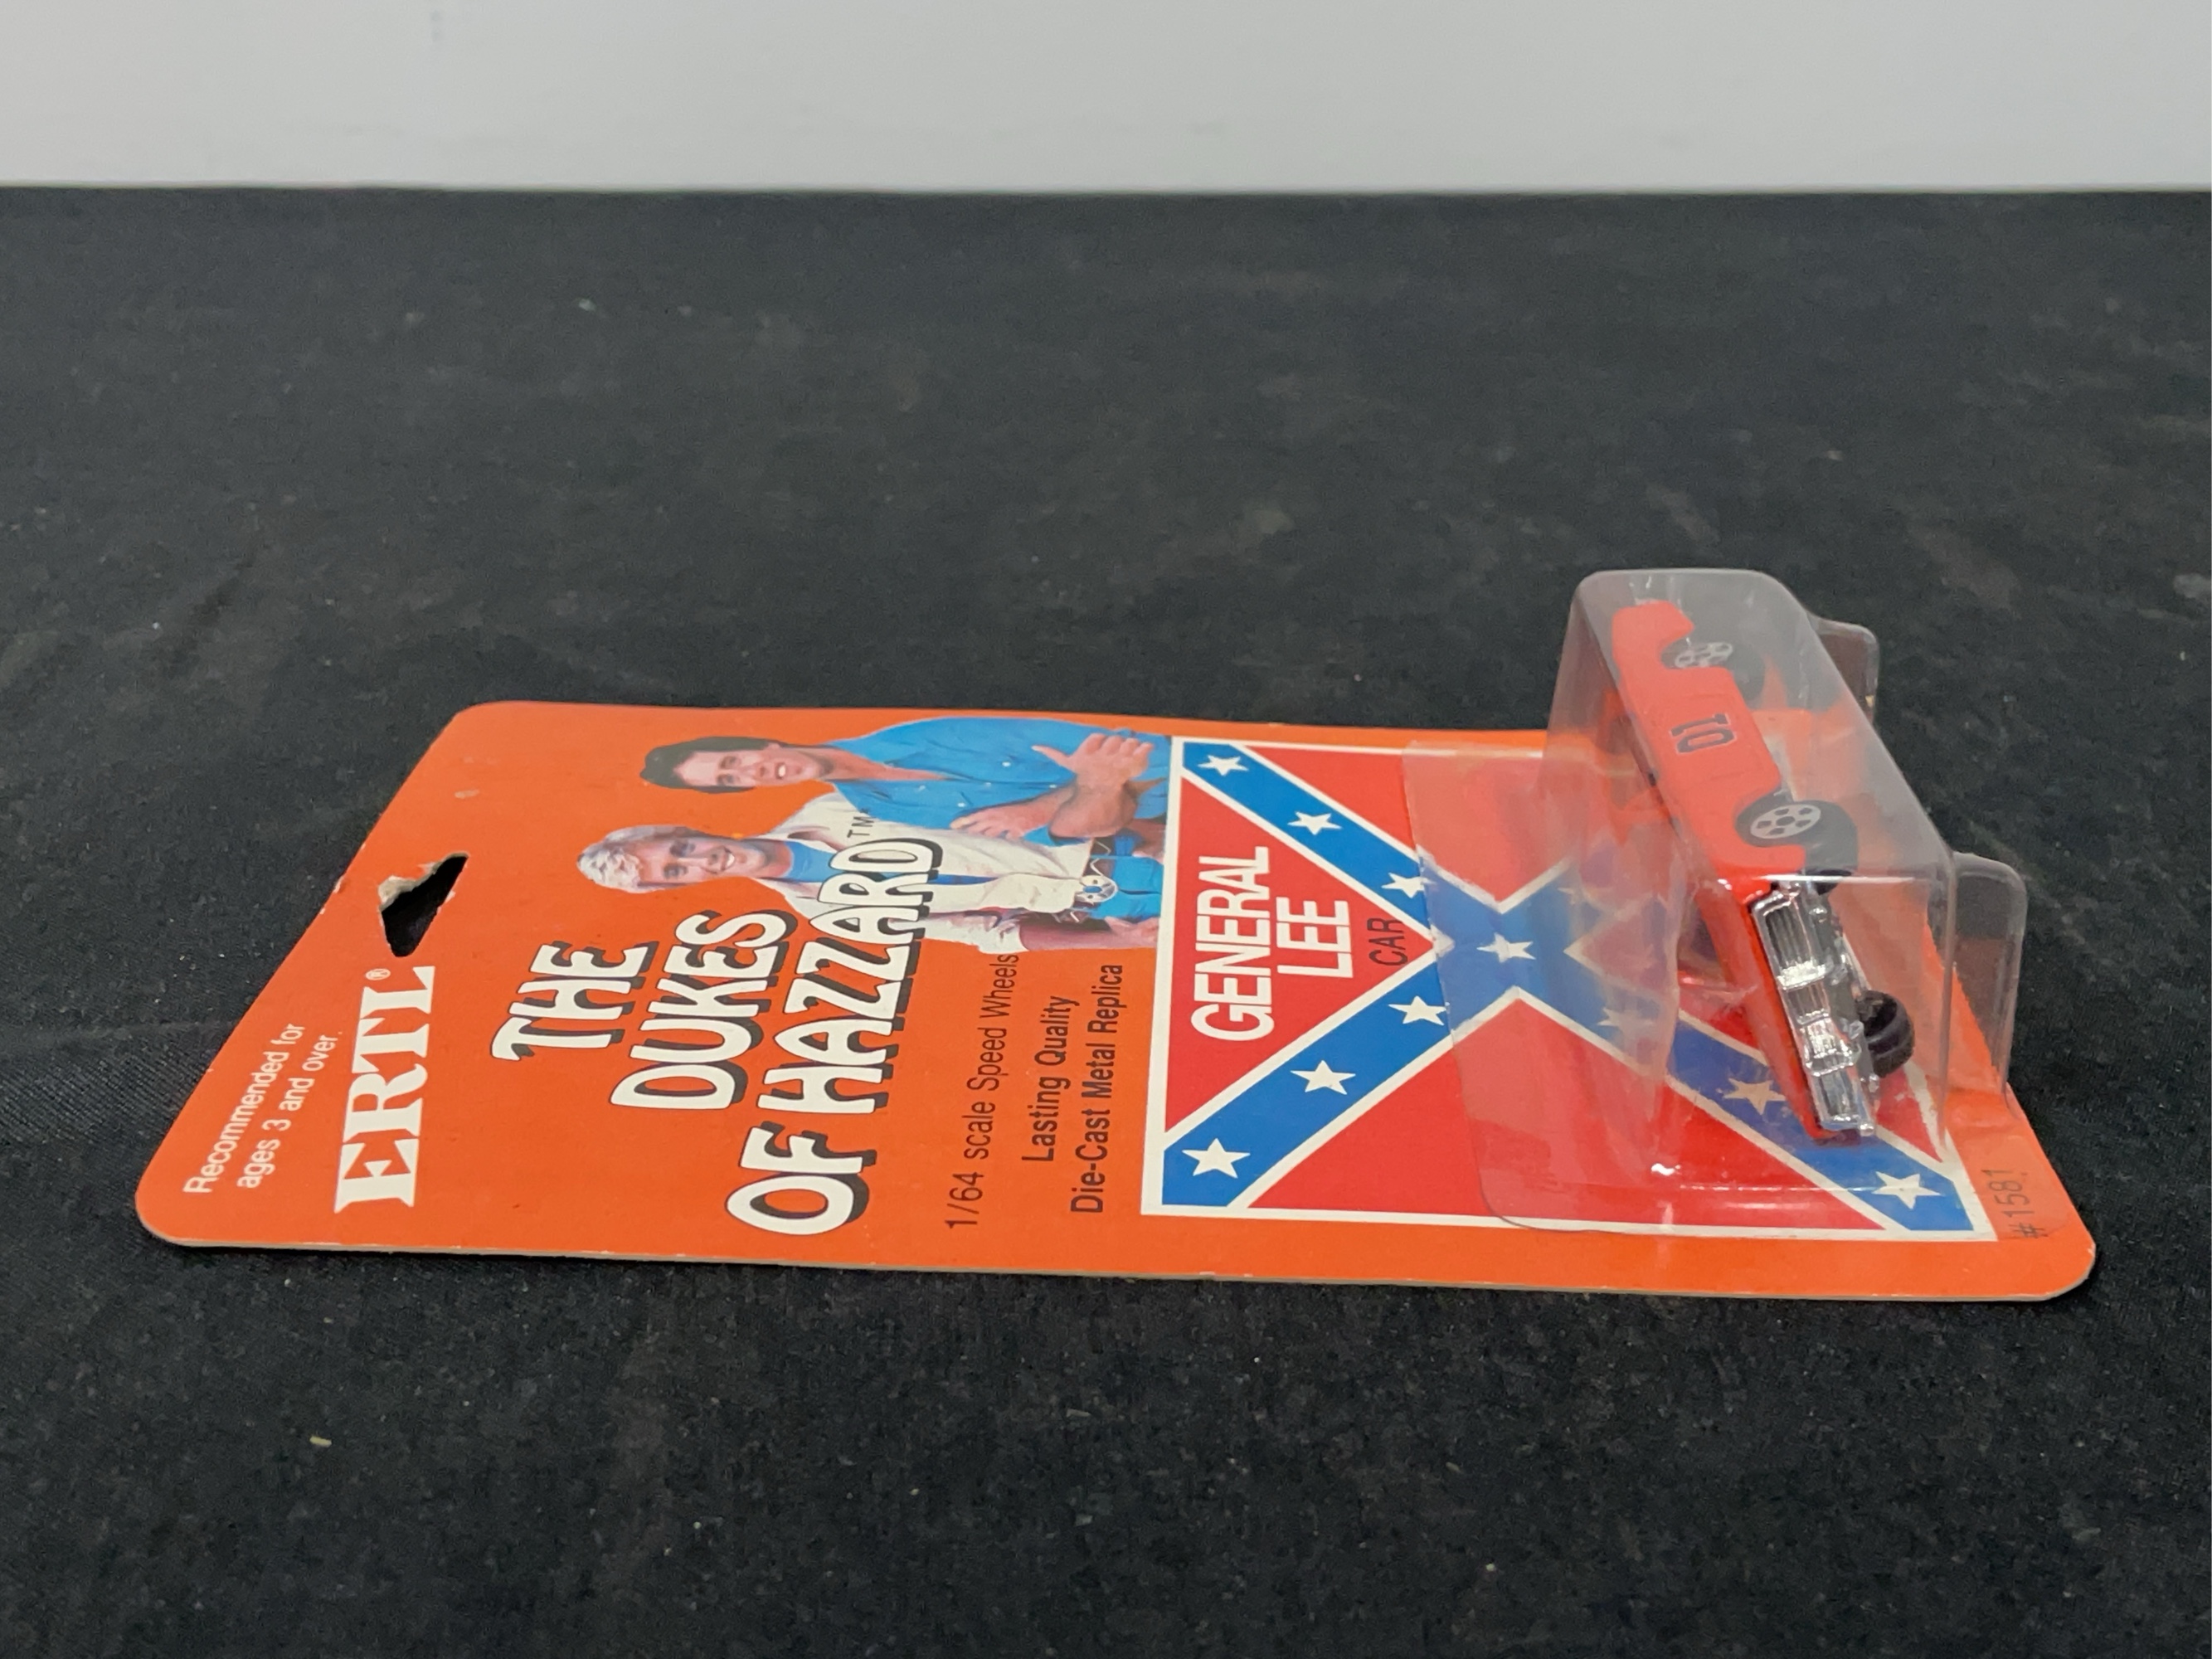 Recommended for
ages 3 and over.
ERTL®
THE
DUKES
OF HAZZARD™
1/64 scale Speed Wheels
Lasting Quality
Die-Cast Metal Replica
GENERAL
LEE
CAR
01
#1581